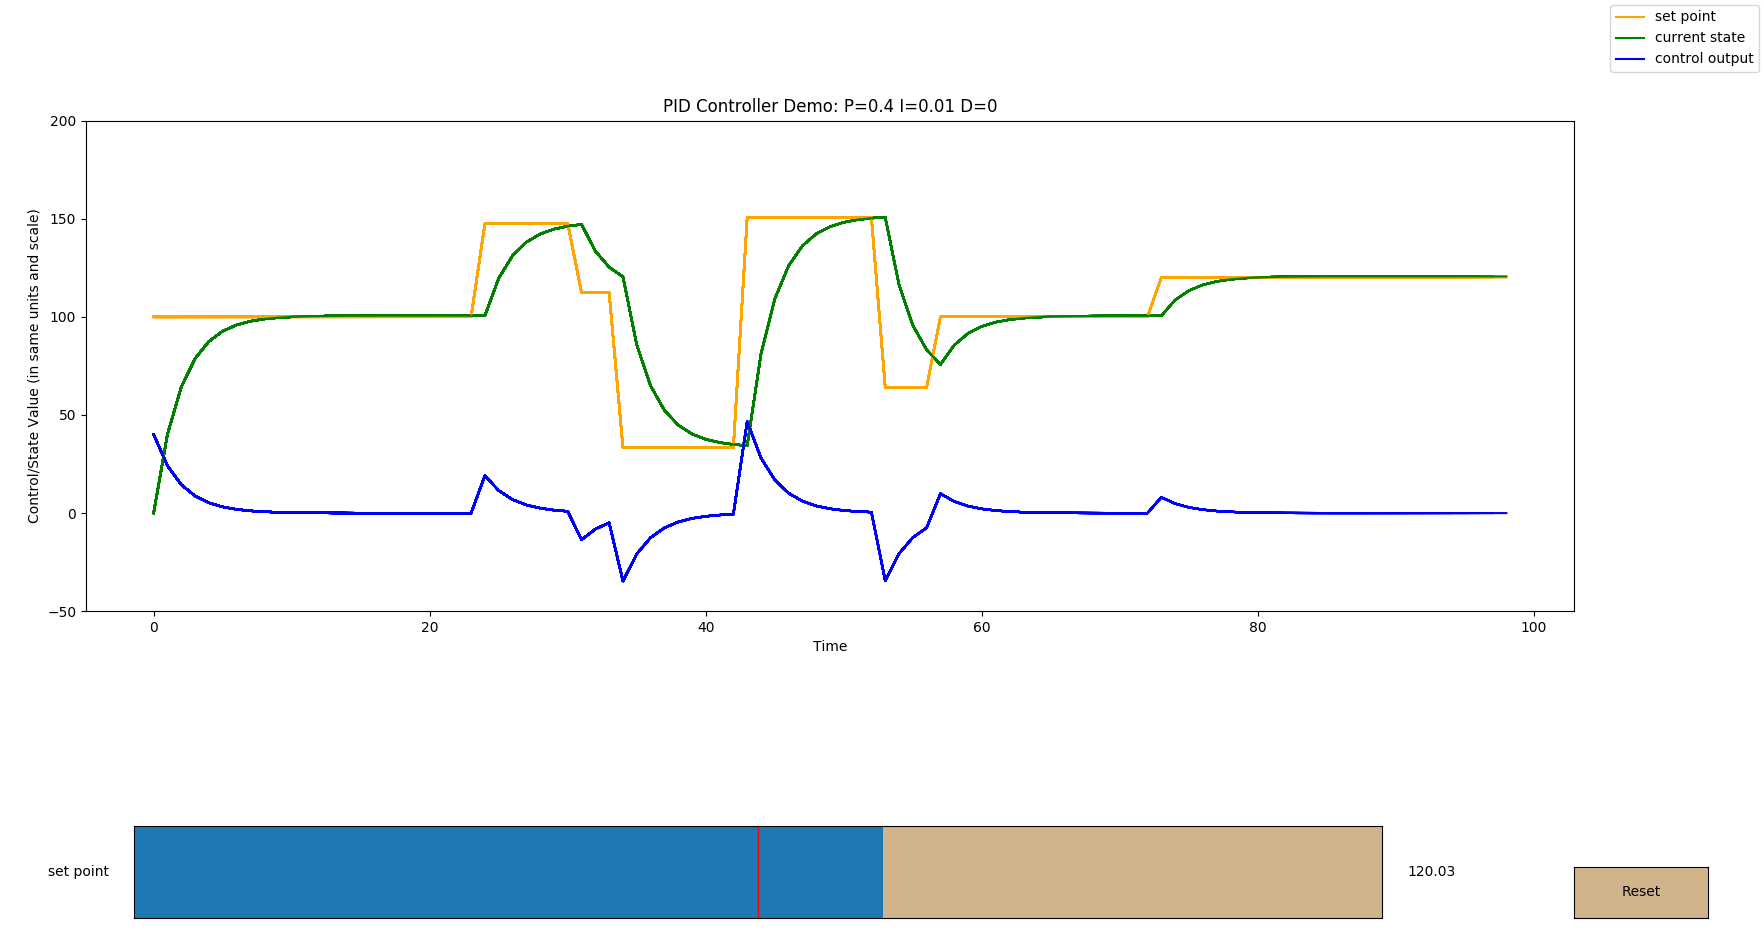 set point
current state
control output
PID Controller Demo: P=0.4 I=0.01 D=0
Control/State Value (in same units and scale)
200
150
100
50
0
−50
0 20 40 60 80 100
Time
set point
120.03
Reset